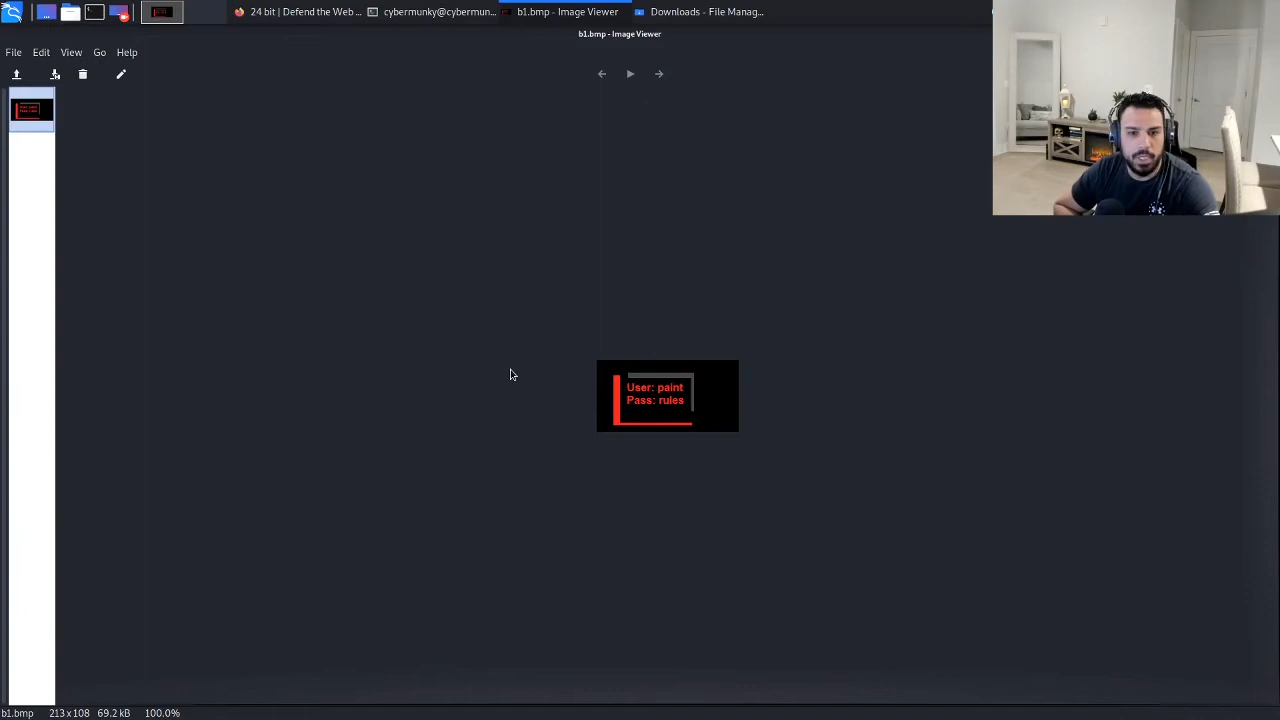 24 bit | Defend the Web ...
cybermunky@cybermun...
b1.bmp - Image Viewer
Downloads - File Manag...
b1.bmp - Image Viewer
File Edit View Go Help
User: paint
Pass: rules
b1.bmp 213 x 108 69.2 kB 100.0%